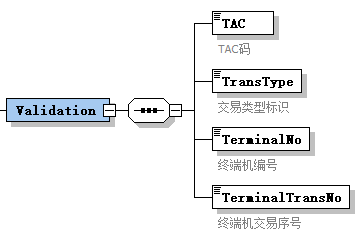 TAC
TAC码
TransType
交易类型标识
Validation
TerminalNo
终端机编号
TerminalTransNo
终端机交易序号